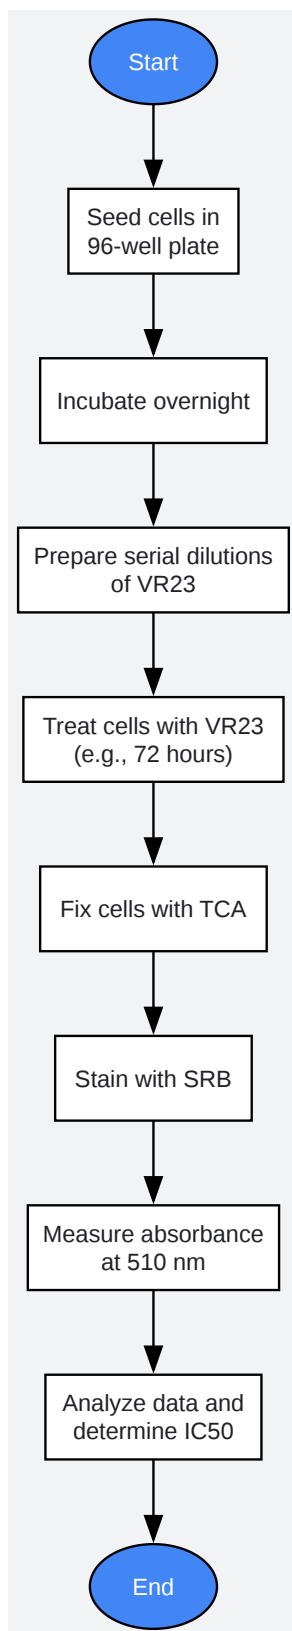 Start
Seed cells in
96-well plate
Incubate overnight
Prepare serial dilutions
of VR23
Treat cells with VR23
(e.g., 72 hours)
Fix cells with TCA
Stain with SRB
Measure absorbance
at 510 nm
Analyze data and
determine IC50
End